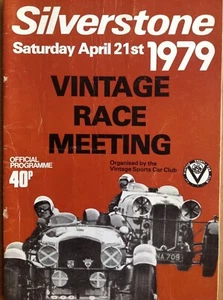 Silverstone
Saturday April 21st 1979
VINTAGE
RACE
MEETING
OFFICIAL
PROGRAMME
40P
Organised by the
Vintage Sports Car Club